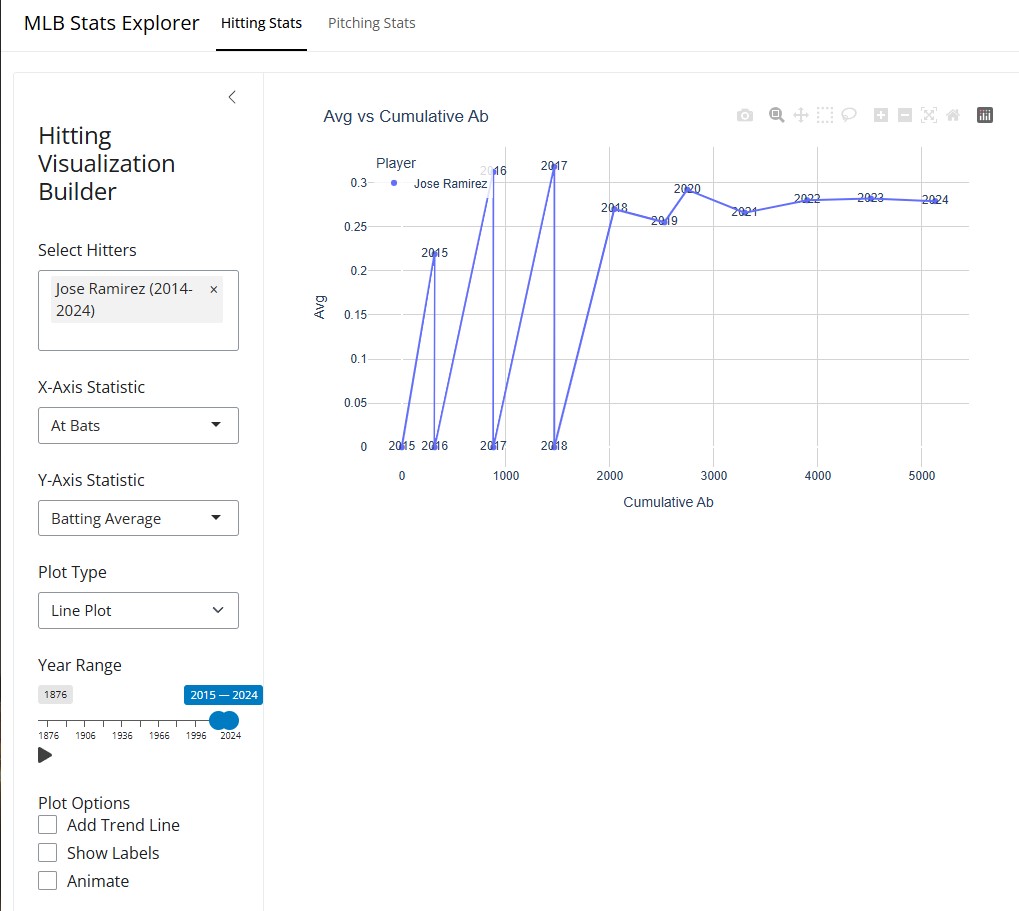 MLB Stats Explorer Hitting Stats Pitching Stats
Hitting
Visualization
Builder
Select Hitters
Jose Ramirez (2014-
2024)
×
X-Axis Statistic
At Bats
Y-Axis Statistic
Batting Average
Plot Type
Line Plot
Year Range
1876 2015 — 2024
1876 1906 1936 1966 1996 2024
Plot Options
Add Trend Line
Show Labels
Animate
Avg vs Cumulative Ab
Player
Jose Ramirez
Avg
0.3
0.25
0.2
0.15
0.1
0.05
0
2015
2016
2017
2018
2019
2020
2021
2022
2023
2024
2015 2016 2017 2018
0 1000 2000 3000 4000 5000
Cumulative Ab